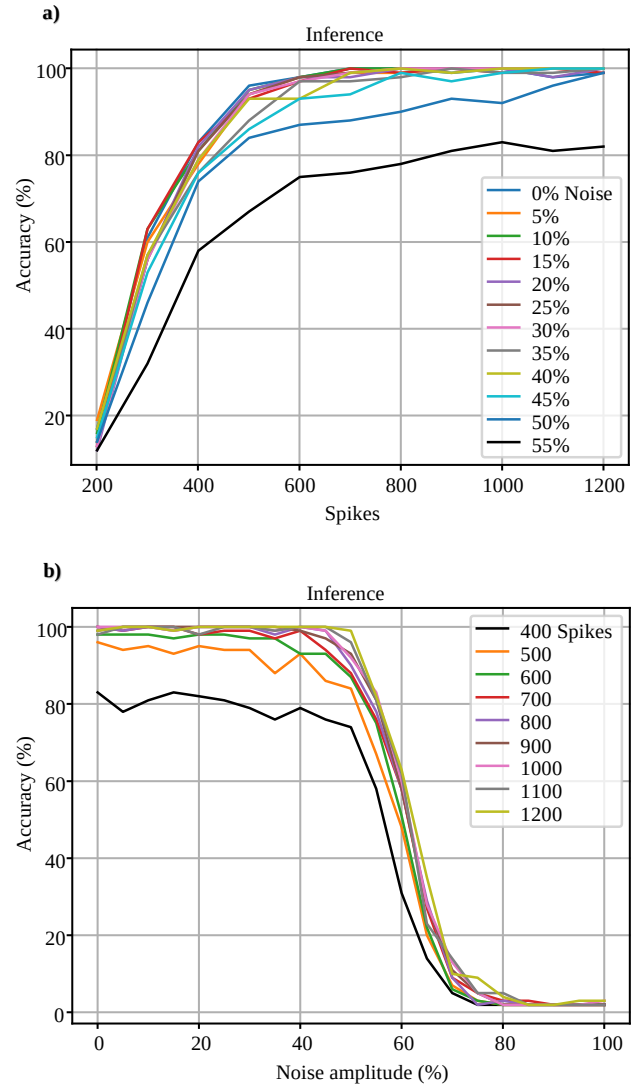 a)
Inference
100
80
60
40
20
Accuracy (%)
0% Noise
5%
10%
15%
20%
25%
30%
35%
40%
45%
50%
55%
200 400 600 800 1000 1200
Spikes
b)
Inference
100
80
60
40
20
0
Accuracy (%)
400 Spikes
500
600
700
800
900
1000
1100
1200
0 20 40 60 80 100
Noise amplitude (%)